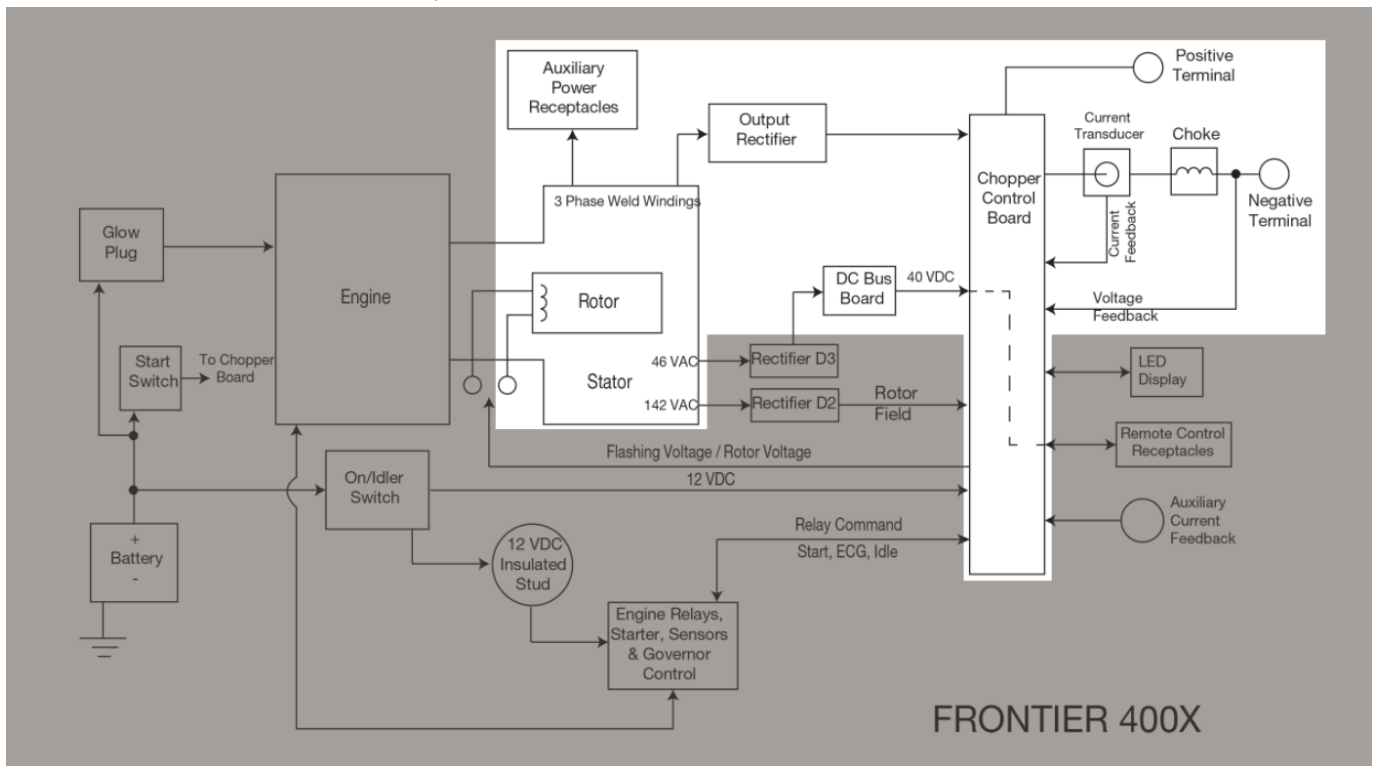 Auxiliary
Power
Receptacles
Output
Rectifier
Positive
Terminal
Current
Transducer
Choke
Chopper
Control
Board
Negative
Terminal
Current
Feedback
3 Phase Weld Windings
Glow
Plug
Engine
Rotor
DC Bus
Board
40 VDC
Voltage
Feedback
Start
Switch
To Chopper
Board
46 VAC
Rectifier D3
LED
Display
Stator
142 VAC
Rectifier D2
Rotor
Field
Remote Control
Receptacles
Flashing Voltage / Rotor Voltage
12 VDC
On/Idler
Switch
Auxiliary
Current
Feedback
+
Battery
-
12 VDC
Insulated
Stud
Relay Command
Start, ECG, Idle
Engine Relays,
Starter, Sensors
& Governor
Control
FRONTIER 400X